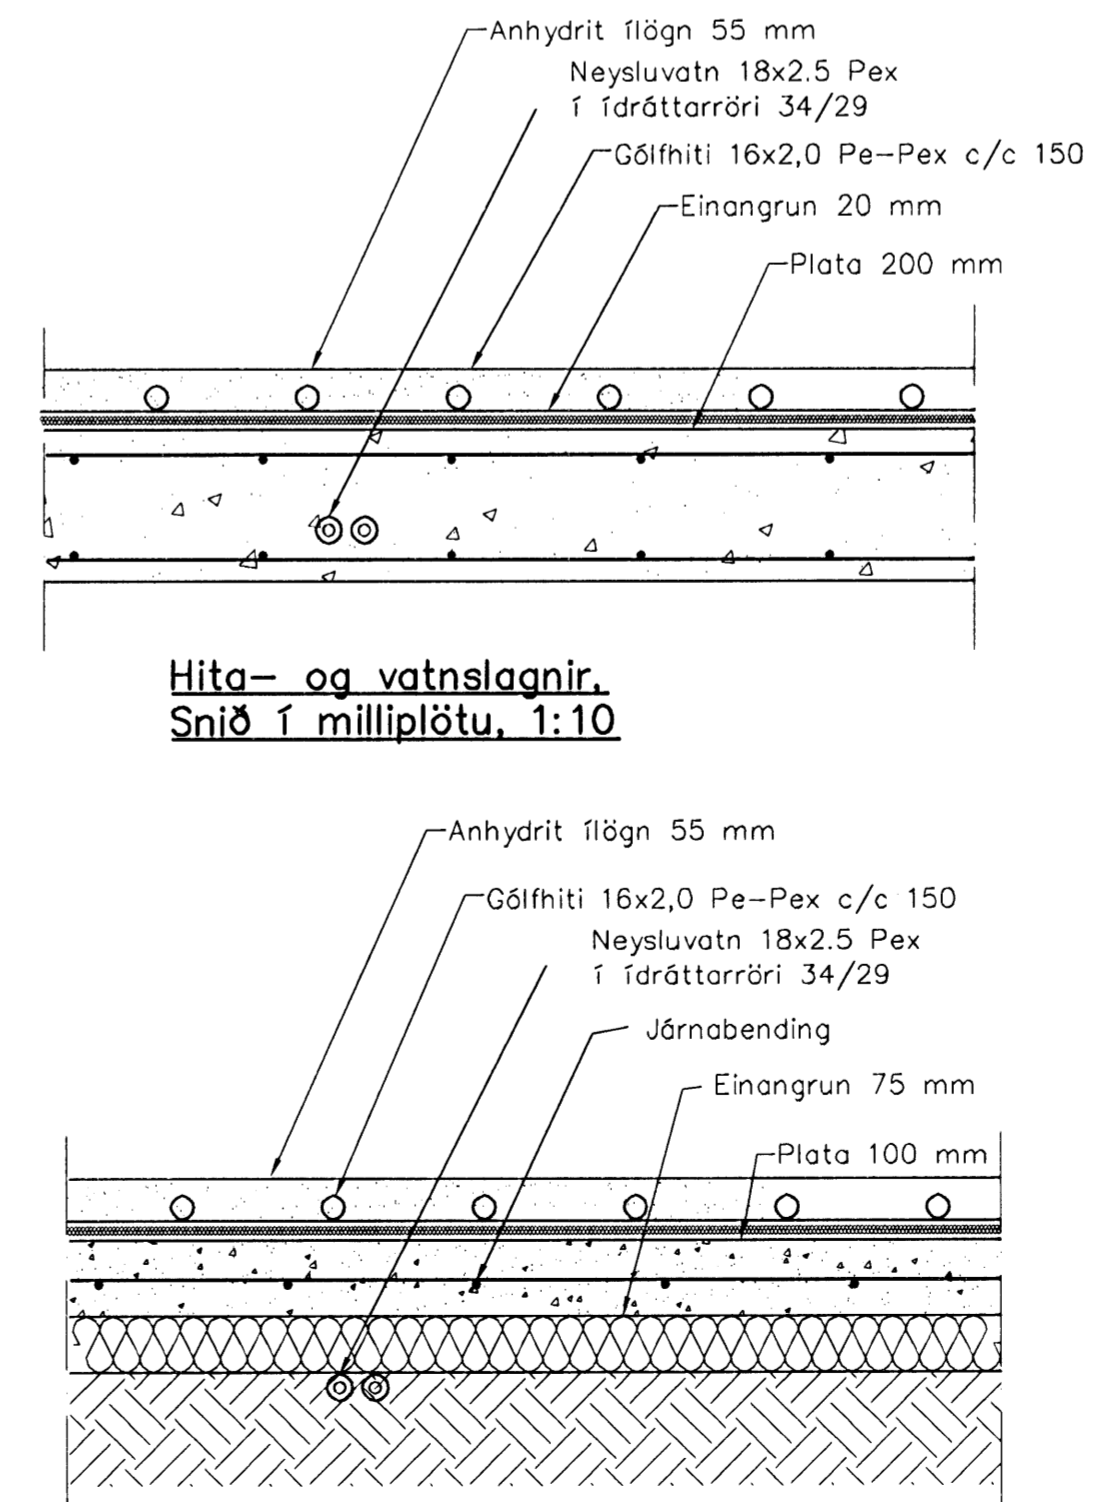 Anhydrit ílögn 55 mm
Neysluvatn 18x2.5 Pex
í ídráttarröri 34/29
Gólfhiti 16x2,0 Pe-Pex c/c 150
Einangrun 20 mm
Plata 200 mm
Hita- og vatnslagnir,
Snið í milliplötu, 1:10
Anhydrit ílögn 55 mm
Gólfhiti 16x2,0 Pe-Pex c/c 150
Neysluvatn 18x2.5 Pex
í ídráttarröri 34/29
Járnabending
Einangrun 75 mm
Plata 100 mm